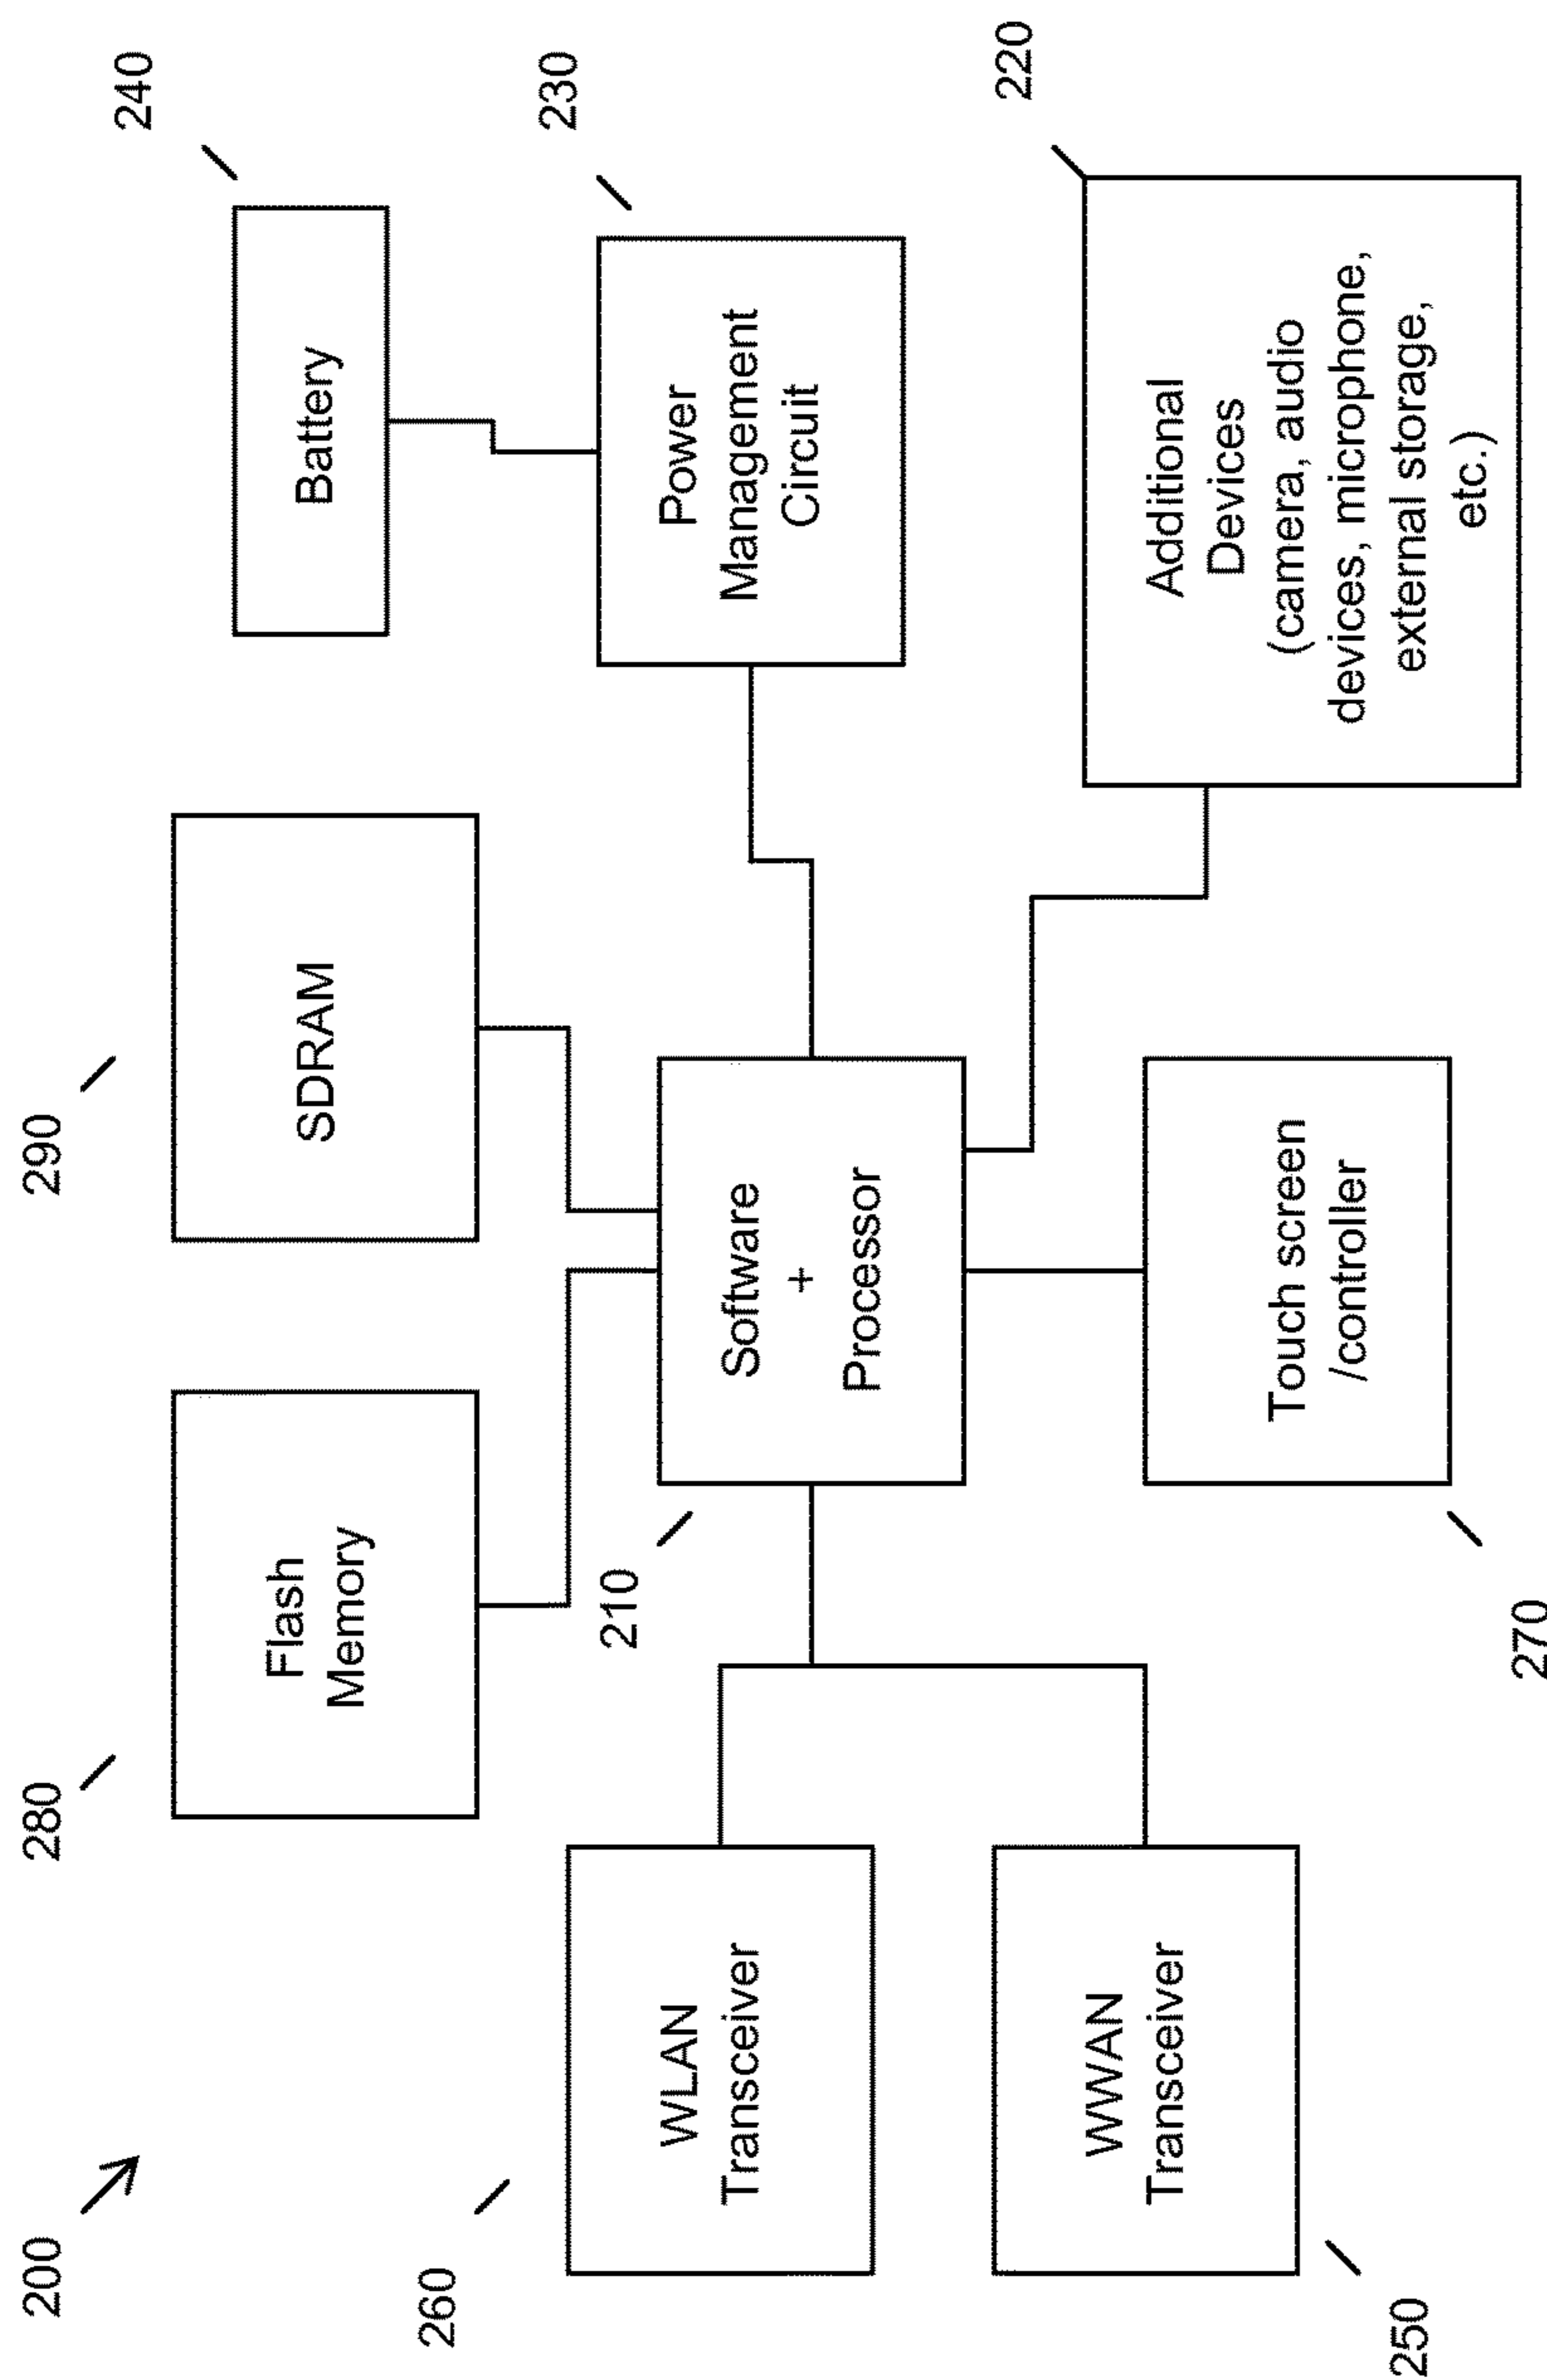 200
280
Flash
Memory
290
SDRAM
240
Battery
260
WLAN
Transceiver
210
Software
+
Processor
230
Power
Management
Circuit
250
WWAN
Transceiver
270
Touch screen
/controller
220
Additional
Devices
(camera, audio
devices, microphone,
external storage,
etc.)